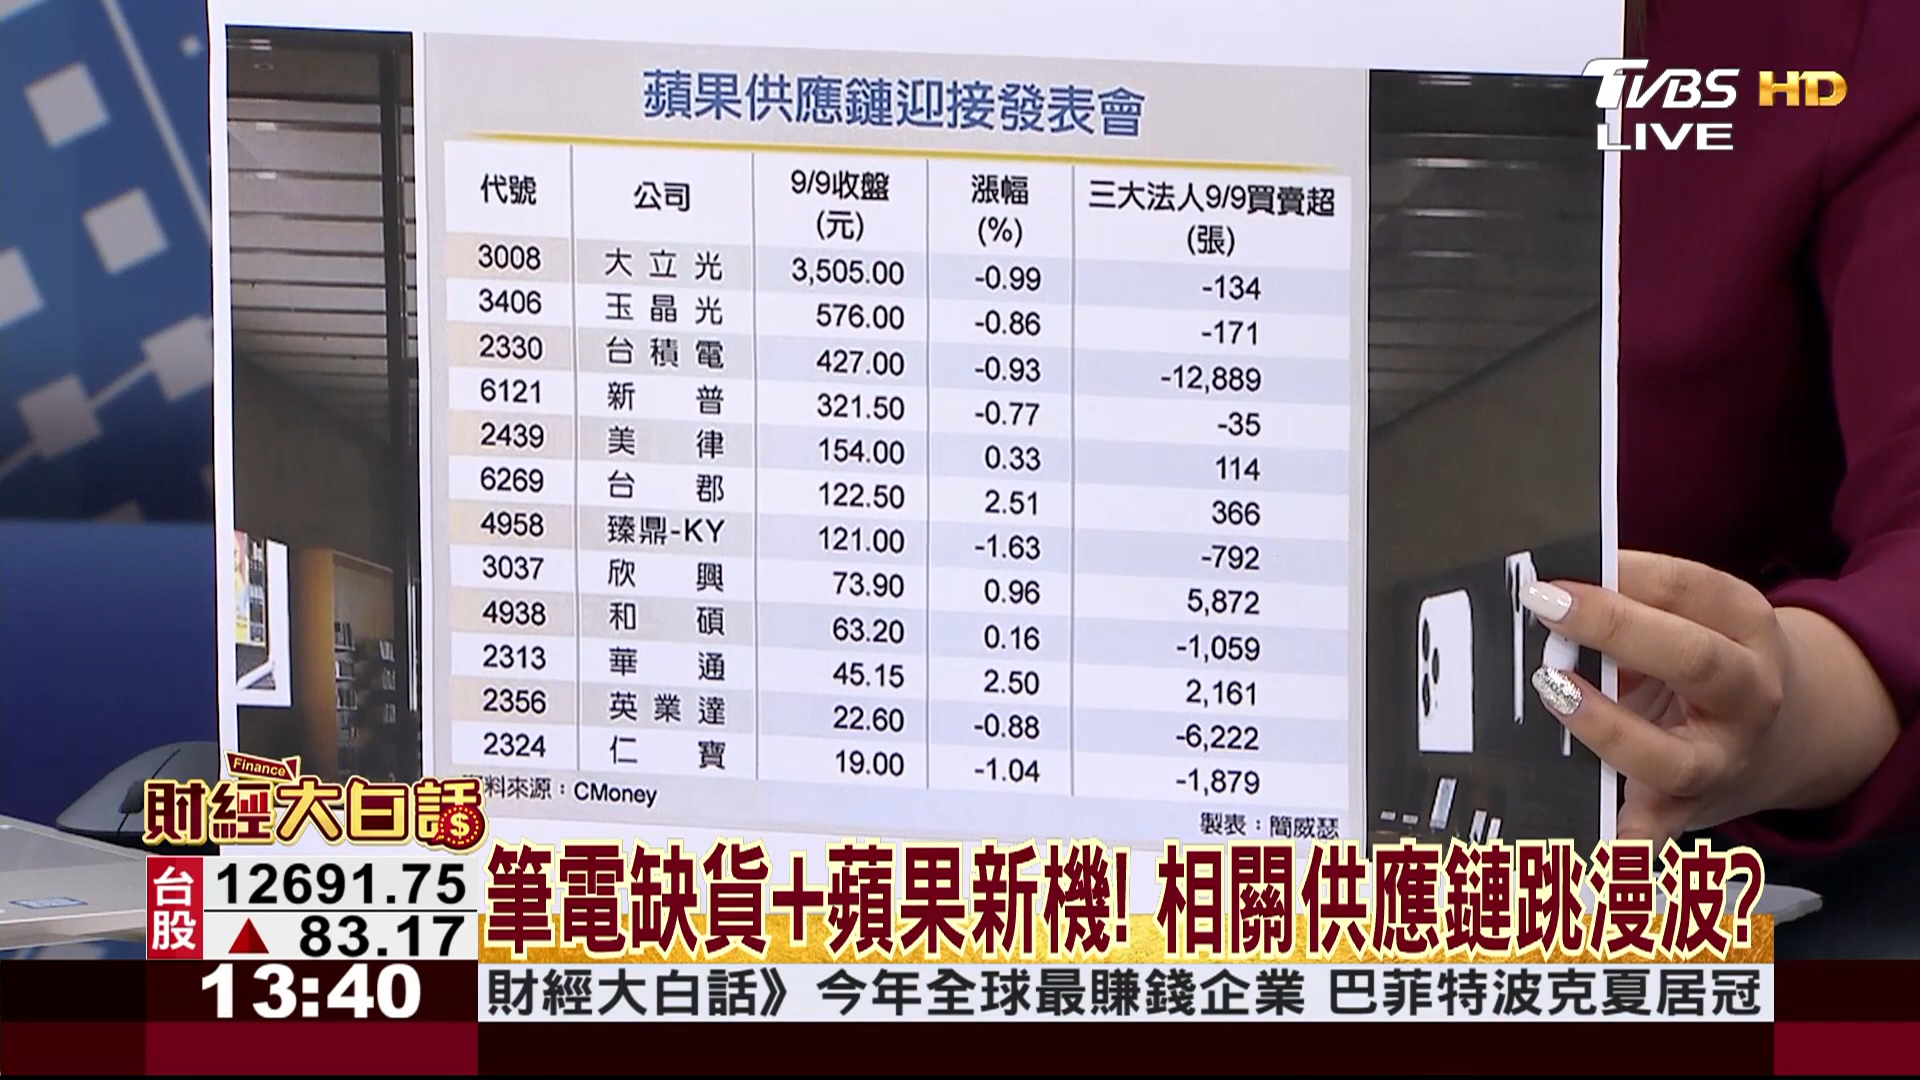 TVBS HD
LIVE
蘋果供應鏈迎接發表會
代號 公司 9/9收盤(元) 漲幅(%) 三大法人9/9買賣超(張)
3008 大立光 3,505.00 -0.99 -134
3406 玉晶光 576.00 -0.86 -171
2330 台積電 427.00 -0.93 -12,889
6121 新普 321.50 -0.77 -35
2439 美律 154.00 0.33 114
6269 台郡 122.50 2.51 366
4958 臻鼎-KY 121.00 -1.63 -792
3037 欣興 73.90 0.96 5,872
4938 和碩 63.20 0.16 -1,059
2313 華通 45.15 2.50 2,161
2356 英業達 22.60 -0.88 -6,222
2324 仁寶 19.00 -1.04 -1,879
料來源：CMoney
製表：簡威瑟
Finance
財經大白話
筆電缺貨+蘋果新機! 相關供應鏈跳漫波?
台股 12691.75
▲ 83.17
13:40
財經大白話》今年全球最賺錢企業 巴菲特波克夏居冠